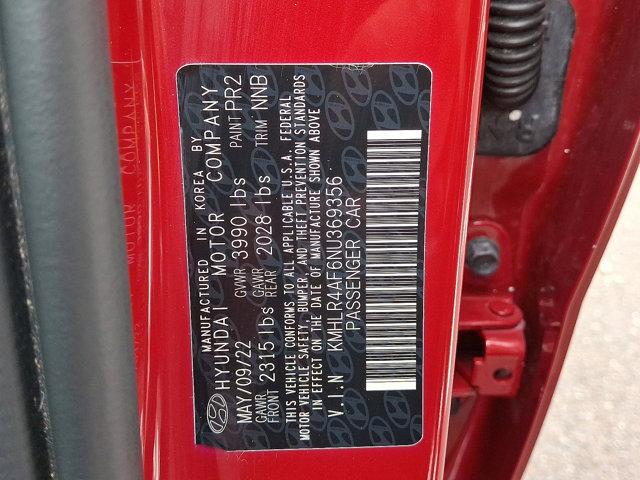 MANUFACTURED IN KOREA BY
HYUNDAI MOTOR COMPANY
MAY/09/22 GVWR 3990 lbs PAINT PR2
GAWR FRONT 2315 lbs GAWR REAR 2028 lbs TRIM NNB
THIS VEHICLE CONFORMS TO ALL APPLICABLE U.S.A. FEDERAL
MOTOR VEHICLE SAFETY, BUMPER, AND THEFT PREVENTION STANDARDS
IN EFFECT ON THE DATE OF MANUFACTURE SHOWN ABOVE
V.I.N KMHLR4AF6NU369356
PASSENGER CAR